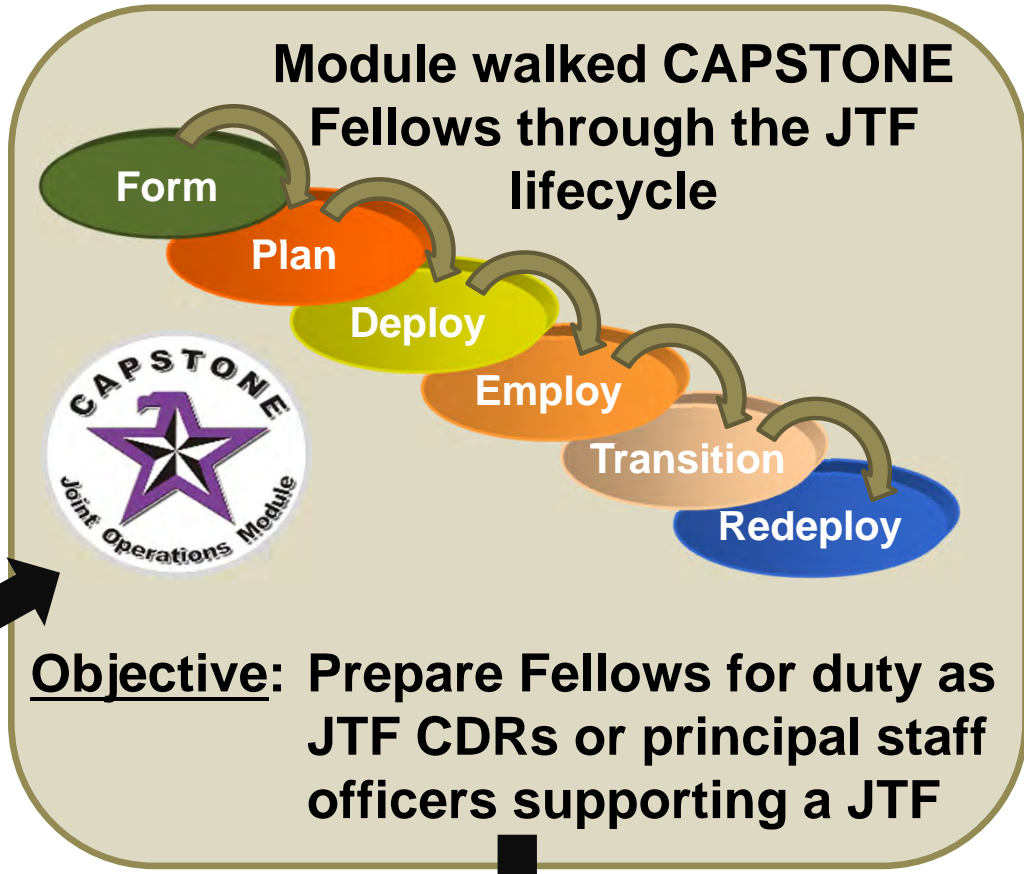 Module walked CAPSTONE
Fellows through the JTF
lifecycle
Form
Plan
Deploy
Employ
Transition
Redeploy
CAPSTONE
Joint Operations Module
Objective: Prepare Fellows for duty as
JTF CDRs or principal staff
officers supporting a JTF